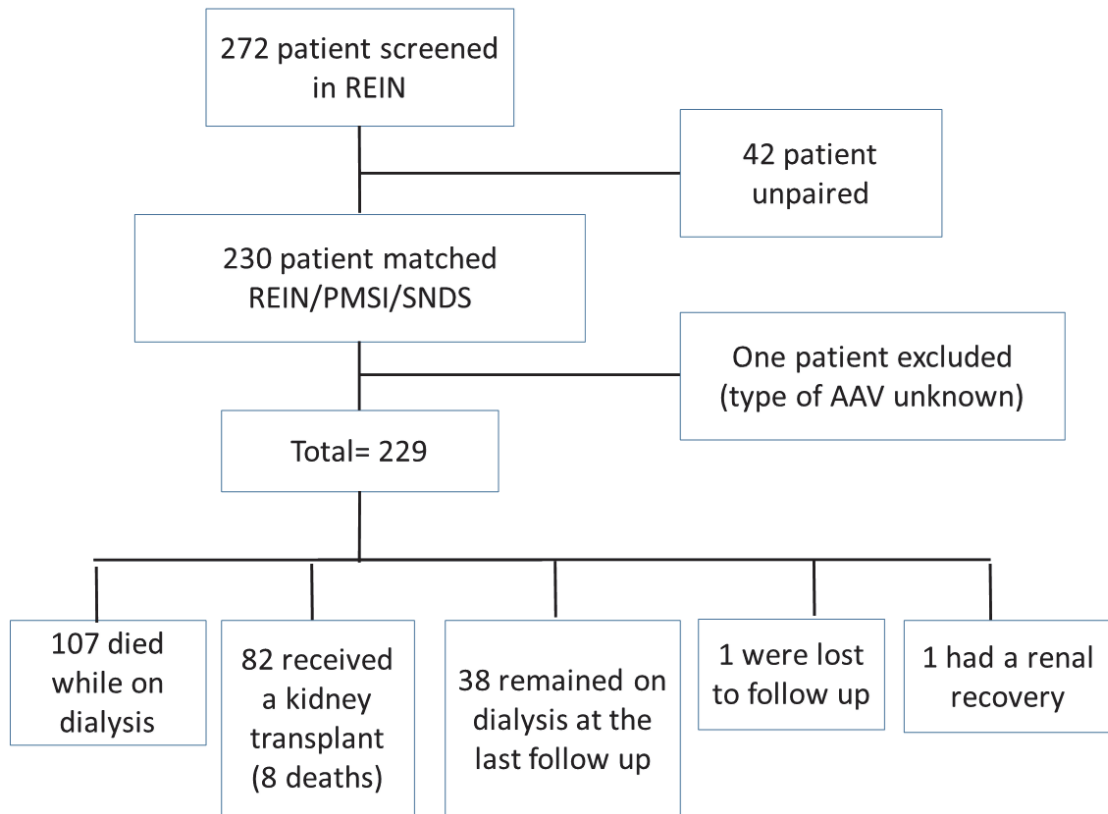 272 patient screened
in REIN
42 patient
unpaired
230 patient matched
REIN/PMSI/SNDS
One patient excluded
(type of AAV unknown)
Total= 229
107 died
while on
dialysis
82 received
a kidney
transplant
(8 deaths)
38 remained on
dialysis at the
last follow up
1 were lost
to follow up
1 had a renal
recovery